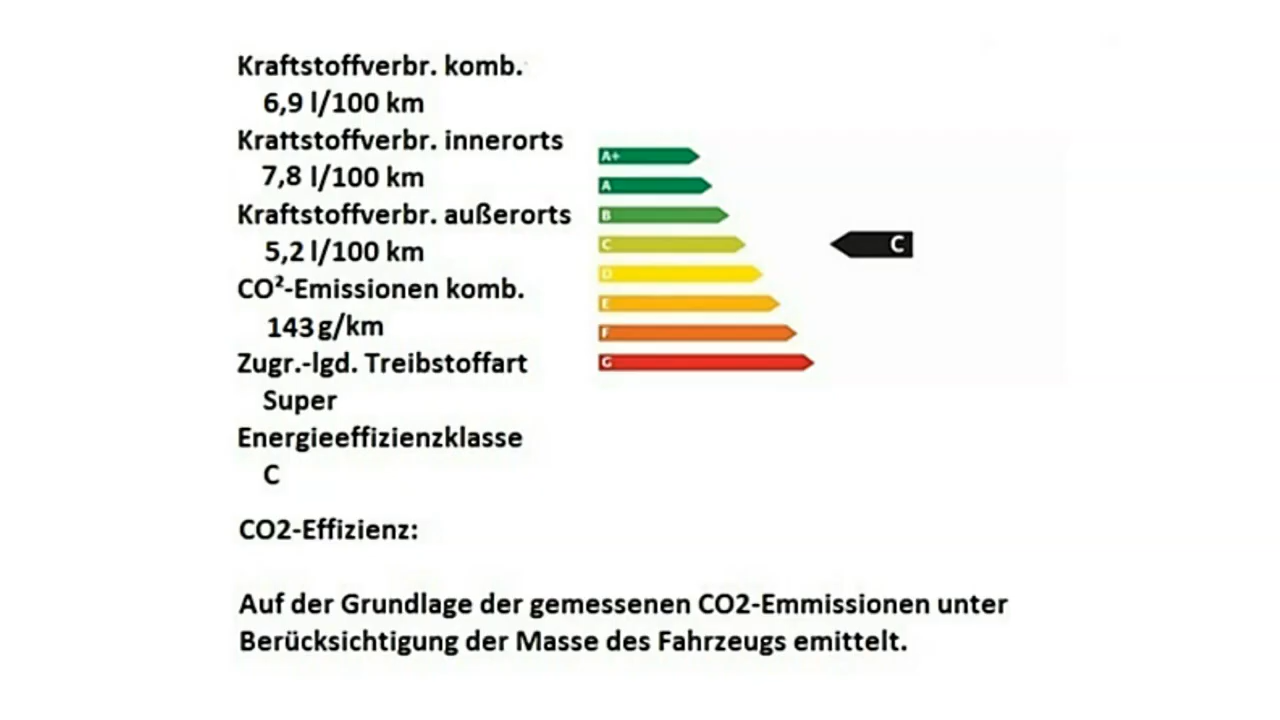 Kraftstoffverbr. komb.
6,9 l/100 km
Krattstoffverbr. innerorts
7,8 l/100 km
Kraftstoffverbr. außerorts
5,2 l/100 km
CO²-Emissionen komb.
143 g/km
Zugr.-lgd. Treibstoffart
Super
Energieeffizienzklasse
C
A+
A
B
C
C
D
E
F
G
CO2-Effizienz:
Auf der Grundlage der gemessenen CO2-Emmissionen unter
Berücksichtigung der Masse des Fahrzeugs emittelt.